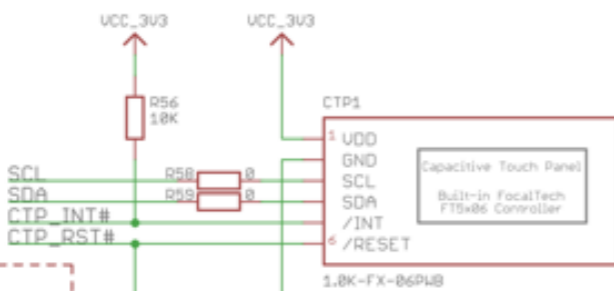 VCC_3V3
VCC_3V3
R56
10K
CTP1
1 VDD
GND
SCL
R58
0
SCL
SDA
R59
0
SDA
CTP_INT#
/INT
CTP_RST#
6 /RESET
Capacitive Touch Panel
Built-in FocalTech
FT5x06 Controller
1.0K-FX-06PWB